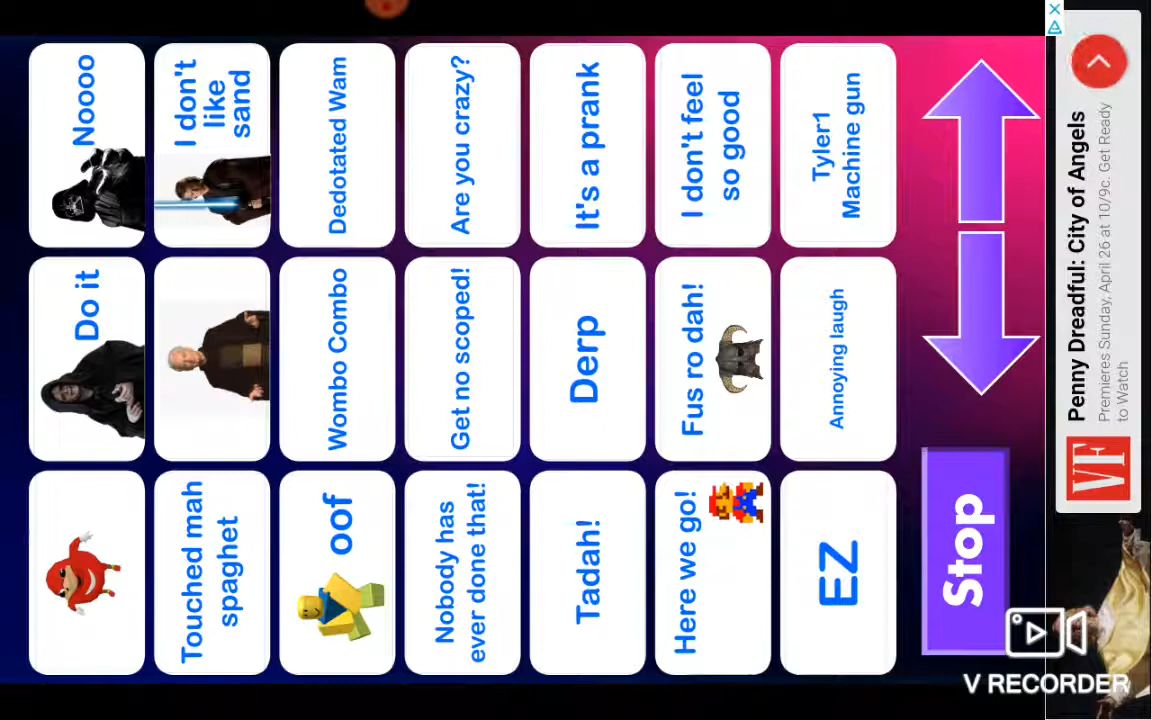 Do it
Noooo
Touched mah
spaghet
I don't
like
sand
oof
Wombo Combo
Dedotated Wam
Nobody has
ever done that!
Get no scoped!
Are you crazy?
Tadah!
Derp
It's a prank
Here we go!
Fus ro dah!
I don't feel
so good
EZ
Annoying laugh
Tyler1
Machine gun
Stop
VF
Penny Dreadful: City of Angels
Premieres Sunday, April 26 at 10/9c. Get Ready
to Watch
V RECORDER